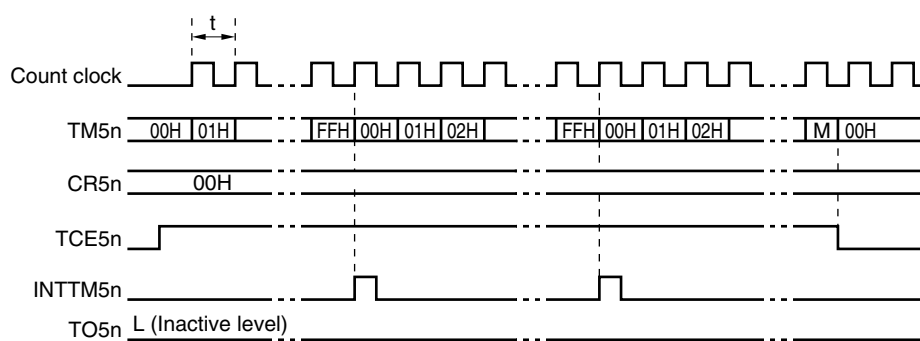 t
Count clock
TM5n 00H 01H FFH 00H 01H 02H FFH 00H 01H 02H M 00H
CR5n 00H
TCE5n
INTTM5n
TO5n L (Inactive level)